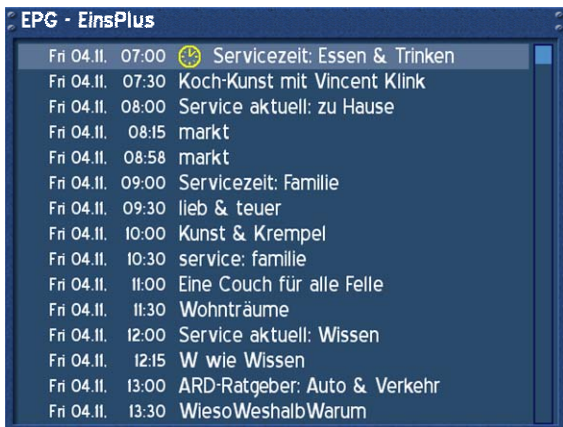 EPG - EinsPlus
Fri 04.11. 07:00 Servicezeit: Essen & Trinken
Fri 04.11. 07:30 Koch-Kunst mit Vincent Klink
Fri 04.11. 08:00 Service aktuell: zu Hause
Fri 04.11. 08:15 markt
Fri 04.11. 08:58 markt
Fri 04.11. 09:00 Servicezeit: Familie
Fri 04.11. 09:30 lieb & teuer
Fri 04.11. 10:00 Kunst & Krempel
Fri 04.11. 10:30 service: familie
Fri 04.11. 11:00 Eine Couch für alle Felle
Fri 04.11. 11:30 Wohnträume
Fri 04.11. 12:00 Service aktuell: Wissen
Fri 04.11. 12:15 W wie Wissen
Fri 04.11. 13:00 ARD-Ratgeber: Auto & Verkehr
Fri 04.11. 13:30 WiesoWeshalbWarum